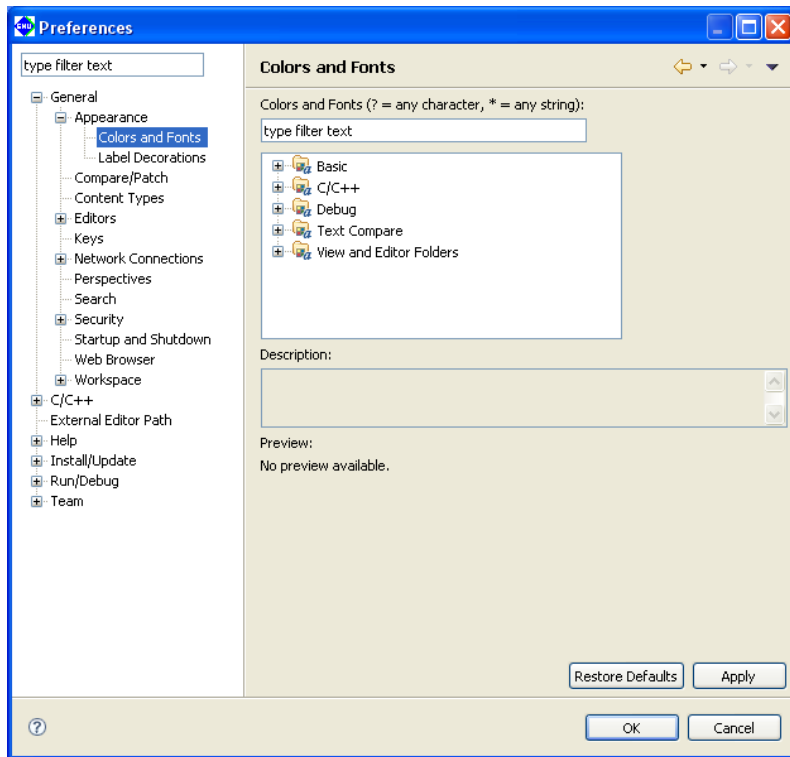 Preferences
type filter text
General
Appearance
Colors and Fonts
Label Decorations
Compare/Patch
Content Types
Editors
Keys
Network Connections
Perspectives
Search
Security
Startup and Shutdown
Web Browser
Workspace
C/C++
External Editor Path
Help
Install/Update
Run/Debug
Team
Colors and Fonts
Colors and Fonts (? = any character, * = any string):
type filter text
Basic
C/C++
Debug
Text Compare
View and Editor Folders
Description:
Preview:
No preview available.
Restore Defaults
Apply
OK
Cancel